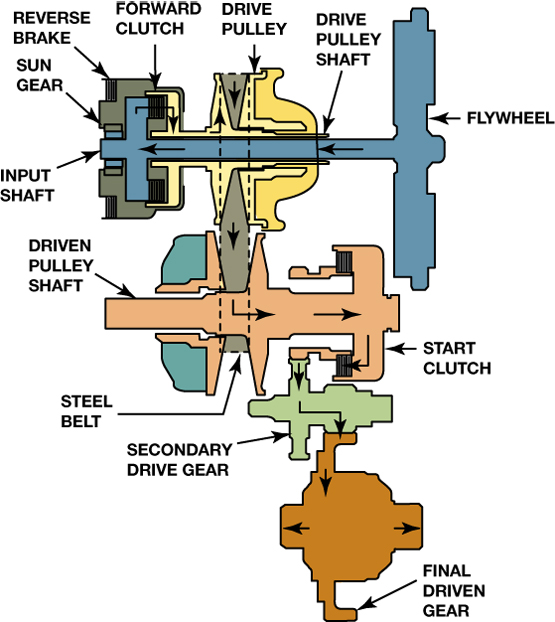 REVERSE
BRAKE
FORWARD
CLUTCH
DRIVE
PULLEY
DRIVE
PULLEY
SHAFT
SUN
GEAR
FLYWHEEL
INPUT
SHAFT
DRIVEN
PULLEY
SHAFT
START
CLUTCH
STEEL
BELT
SECONDARY
DRIVE GEAR
FINAL
DRIVEN
GEAR